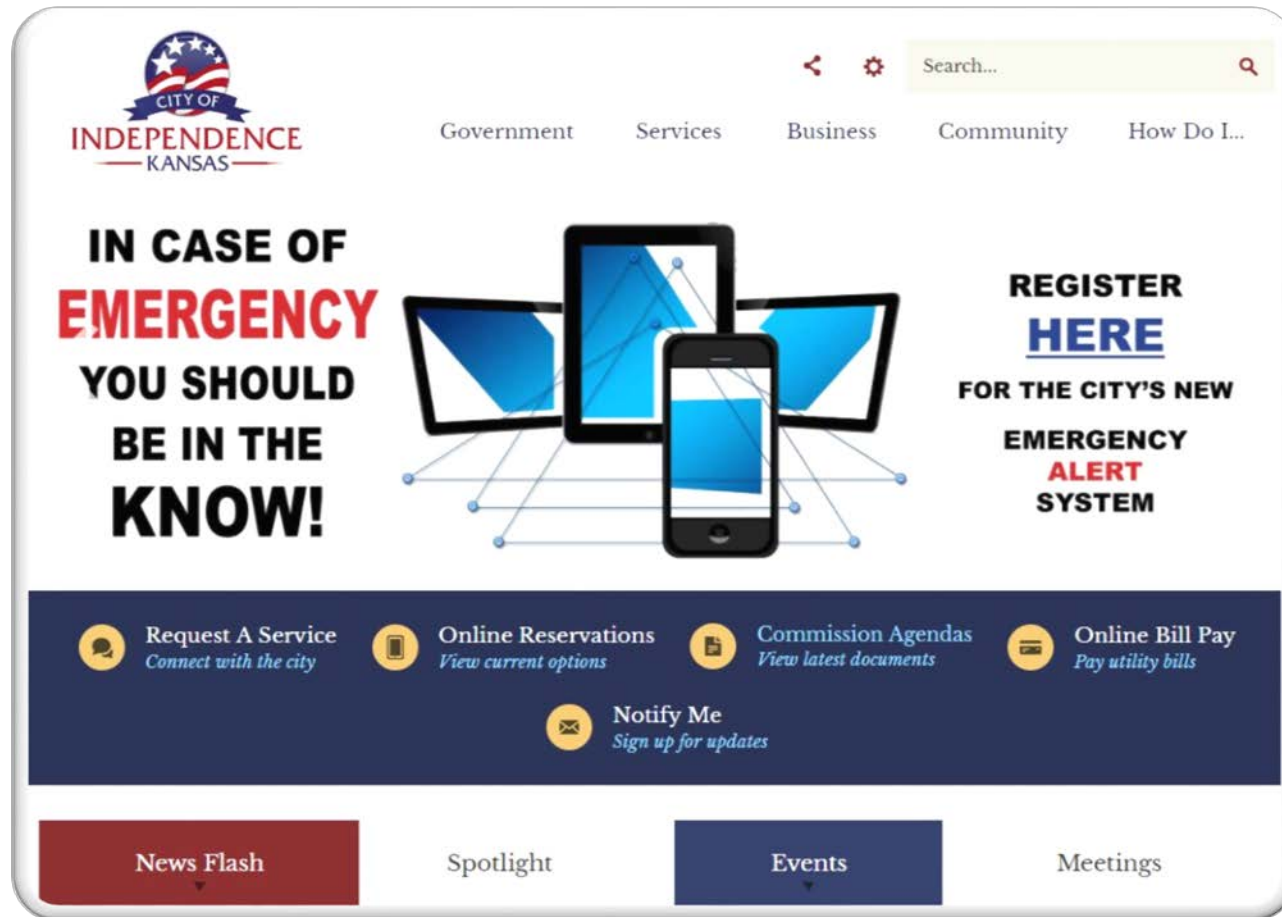 CITY OF
INDEPENDENCE
KANSAS
Search...
Government Services Business Community How Do I...
IN CASE OF
EMERGENCY
YOU SHOULD
BE IN THE
KNOW!
REGISTER
HERE
FOR THE CITY'S NEW
EMERGENCY
ALERT
SYSTEM
Request A Service
Connect with the city
Online Reservations
View current options
Commission Agendas
View latest documents
Online Bill Pay
Pay utility bills
Notify Me
Sign up for updates
News Flash Spotlight Events Meetings